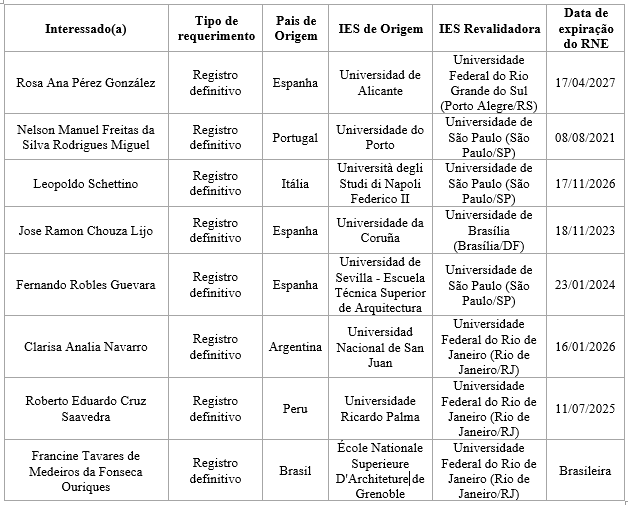 Interessado(a) Tipo de requerimento País de Origem IES de Origem IES Revalidadora Data de expiração do RNE
Rosa Ana Pérez González Registro definitivo Espanha Universidad de Alicante Universidade Federal do Rio Grande do Sul (Porto Alegre/RS) 17/04/2027
Nelson Manuel Freitas da Silva Rodrigues Miguel Registro definitivo Portugal Universidade do Porto Universidade de São Paulo (São Paulo/SP) 08/08/2021
Leopoldo Schettino Registro definitivo Itália Università degli Studi di Napoli Federico II Universidade de São Paulo (São Paulo/SP) 17/11/2026
Jose Ramon Chouza Lijo Registro definitivo Espanha Universidade da Coruña Universidade de Brasília (Brasília/DF) 18/11/2023
Fernando Robles Guevara Registro definitivo Espanha Universidad de Sevilla - Escuela Técnica Superior de Arquitectura Universidade de São Paulo (São Paulo/SP) 23/01/2024
Clarisa Analia Navarro Registro definitivo Argentina Universidad Nacional de San Juan Universidade Federal do Rio de Janeiro (Rio de Janeiro/RJ) 16/01/2026
Roberto Eduardo Cruz Saavedra Registro definitivo Peru Universidade Ricardo Palma Universidade Federal do Rio de Janeiro (Rio de Janeiro/RJ) 11/07/2025
Francine Tavares de Medeiros da Fonseca Ouriques Registro definitivo Brasil École Nationale Superieure D'Architeture de Grenoble Universidade Federal do Rio de Janeiro (Rio de Janeiro/RJ) Brasileira